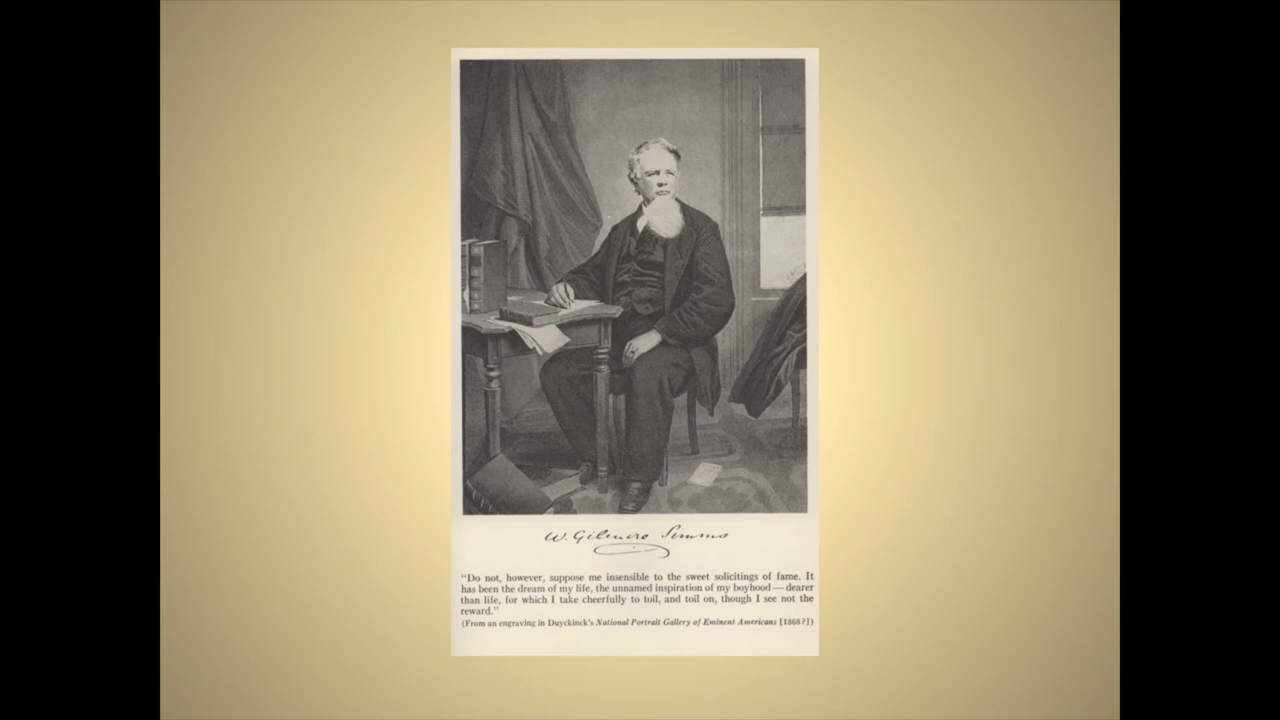 W. Gilmore Simms
"Do not, however, suppose me insensible to the sweet solicitings of fame. It
has been the dream of my life, the unnamed inspiration of my boyhood — dearer
than life, for which I take cheerfully to toil, and toil on, though I see not the
reward."
(From an engraving in Duyckinck's National Portrait Gallery of Eminent Americans [1868?])